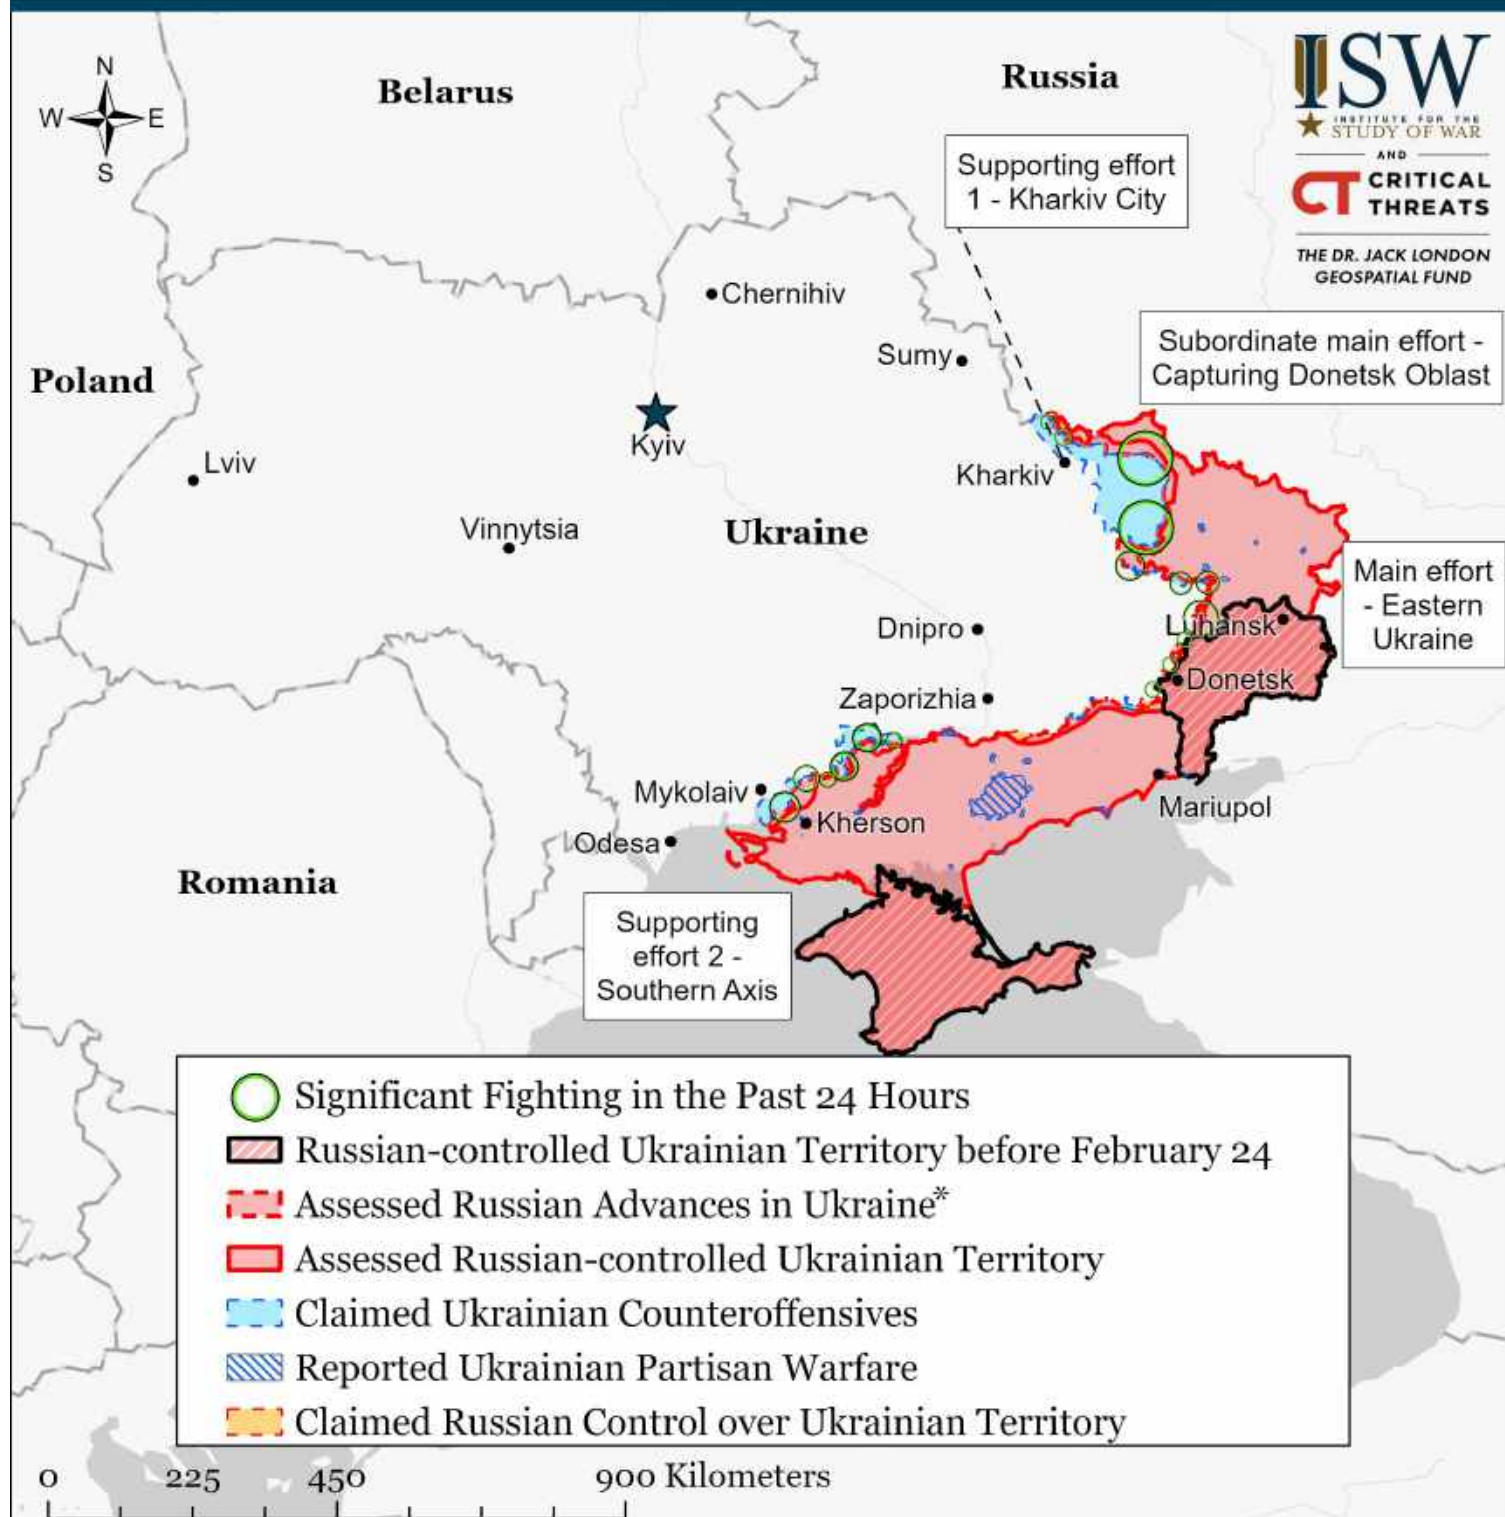 N
W
E
S
Belarus
Russia
ISW
INSTITUTE FOR THE
STUDY OF WAR
AND
CT CRITICAL
THREATS
THE DR. JACK LONDON
GEOSPATIAL FUND
Supporting effort
1 - Kharkiv City
Chernihiv
Sumy
Subordinate main effort -
Capturing Donetsk Oblast
Poland
Kyiv
Lviv
Kharkiv
Vinnytsia
Ukraine
Main effort
- Eastern
Ukraine
Dnipro
Luhansk
Donetsk
Zaporizhia
Mykolaiv
Mariupol
Kherson
Odesa
Romania
Supporting
effort 2 -
Southern Axis
Significant Fighting in the Past 24 Hours
Russian-controlled Ukrainian Territory before February 24
Assessed Russian Advances in Ukraine*
Assessed Russian-controlled Ukrainian Territory
Claimed Ukrainian Counteroffensives
Reported Ukrainian Partisan Warfare
Claimed Russian Control over Ukrainian Territory
0 225 450 900 Kilometers